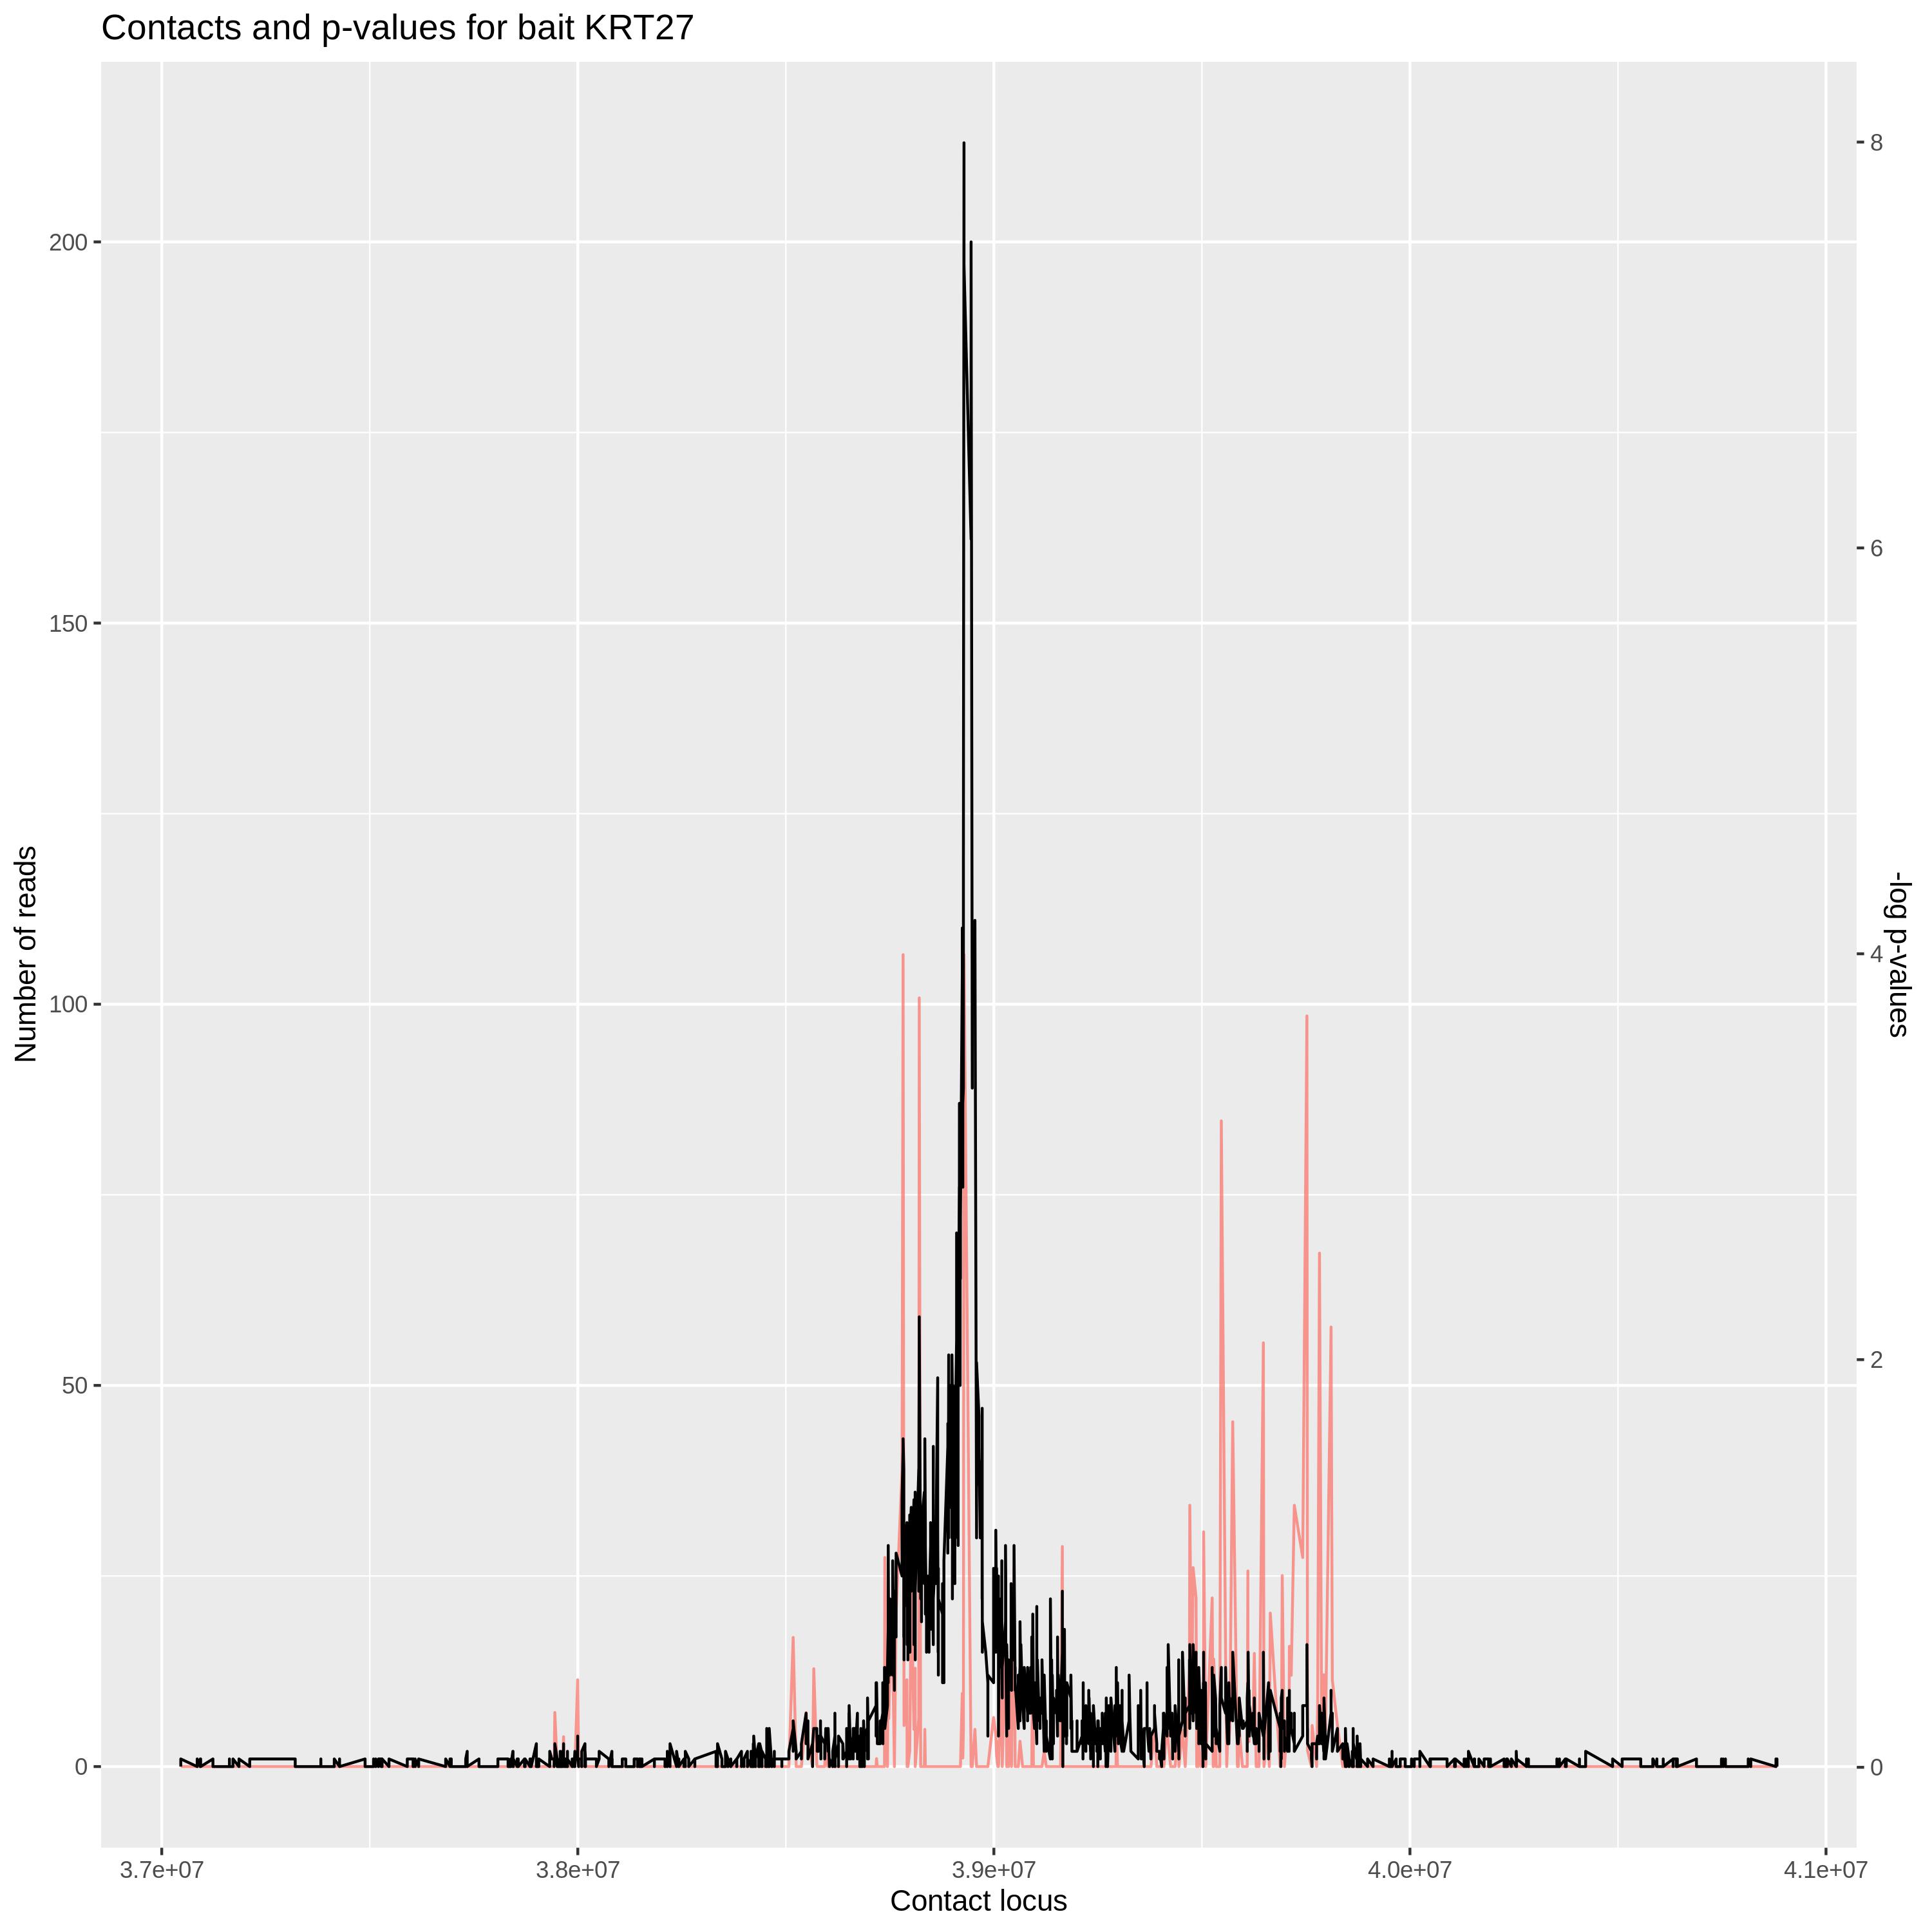 Contacts and p-values for bait KRT27
Number of reads
200
150
100
50
0
8
6
4
2
0
-log p-values
3.7e+07
3.8e+07
3.9e+07
4.0e+07
4.1e+07
Contact locus